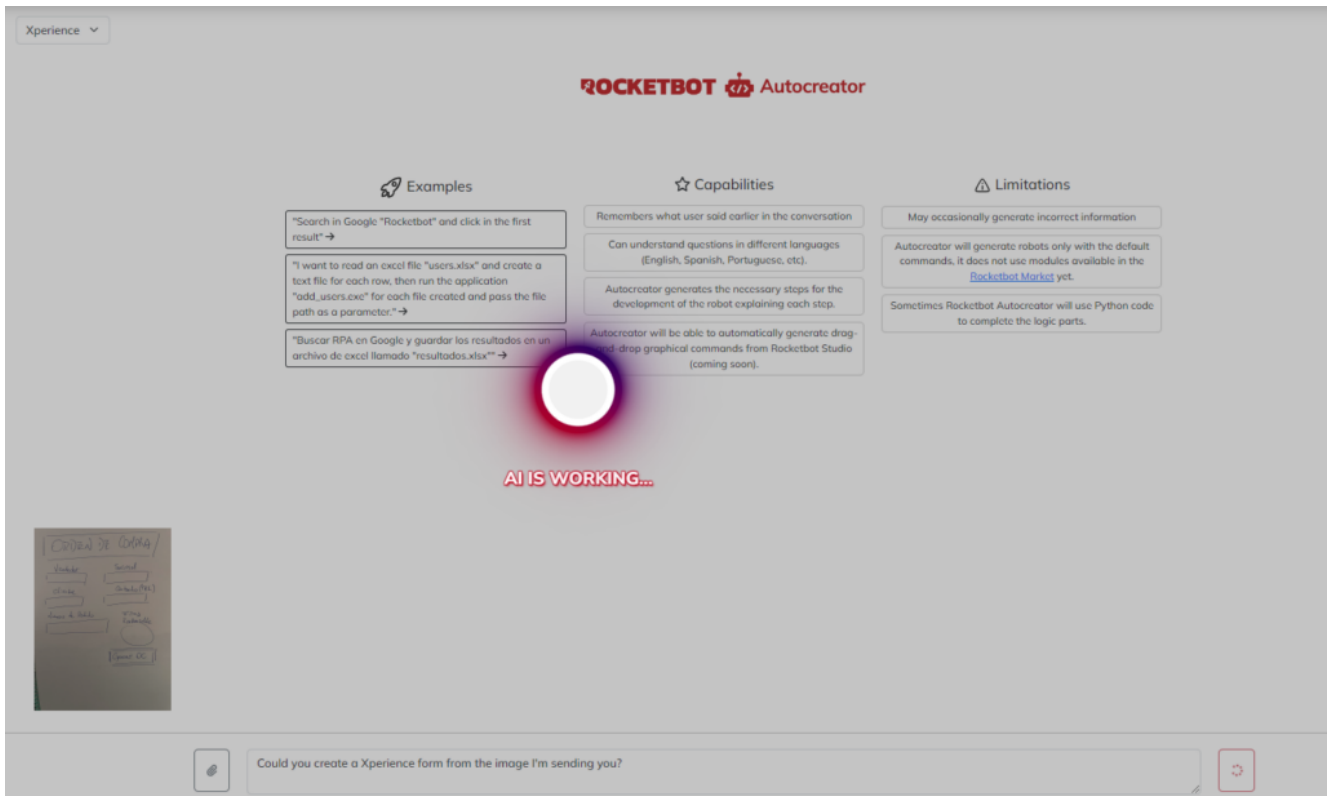 Xperience
ROCKETBOT Autocreator
Examples
"Search in Google "Rocketbot" and click in the first
result" →
"I want to read an excel file "users.xlsx" and create a
text file for each row, then run the application
"add_users.exe" for each file created and pass the file
path as a parameter." →
"Buscar RPA en Google y guardar los resultados en un
archivo de excel llamado "resultados.xlsx"" →
Capabilities
Remembers what user said earlier in the conversation
Can understand questions in different languages
(English, Spanish, Portuguese, etc).
Autocreator generates the necessary steps for the
development of the robot explaining each step.
Autocreator will be able to automatically generate drag-
and-drop graphical commands from Rocketbot Studio
(coming soon).
Limitations
May occasionally generate incorrect information
Autocreator will generate robots only with the default
commands, it does not use modules available in the
Rocketbot Market yet.
Sometimes Rocketbot Autocreator will use Python code
to complete the logic parts.
AI IS WORKING...
ORDEN DE
Could you create a Xperience form from the image I'm sending you?